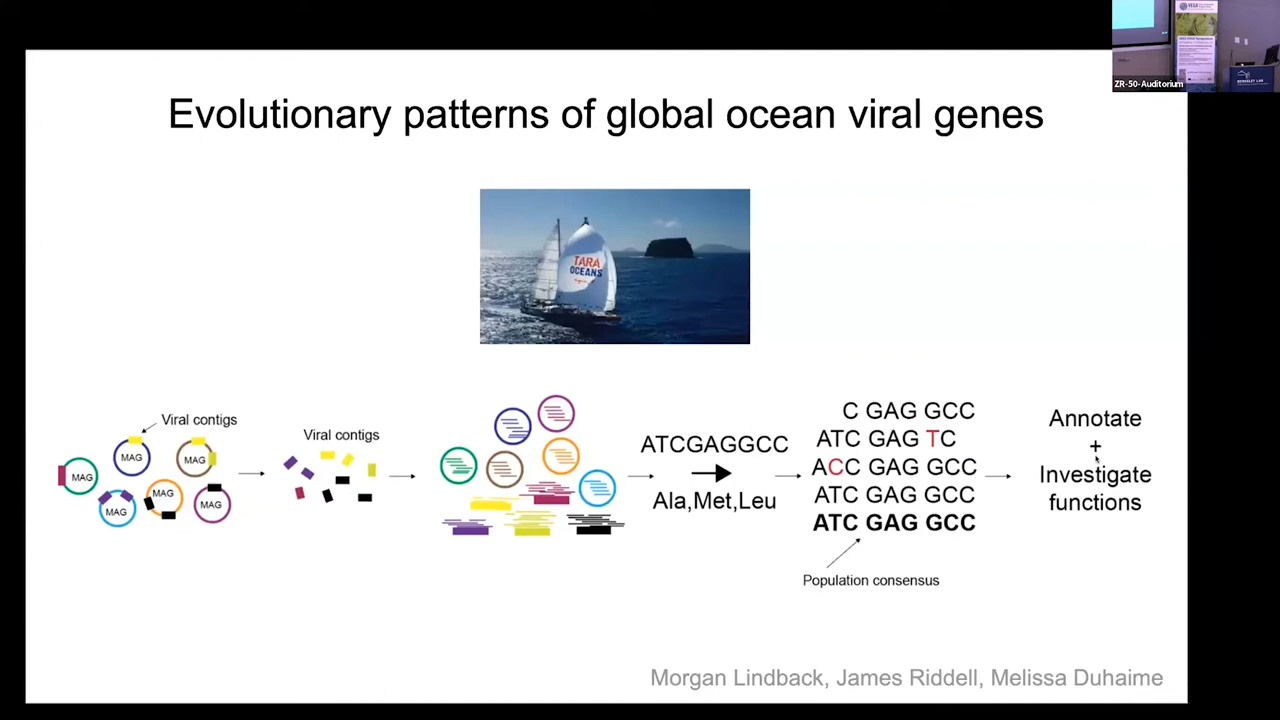 Evolutionary patterns of global ocean viral genes
ZR-50-Auditorium
BERKELEY LAB
TARA
OCEANS
Viral contigs
MAG
MAG
MAG
MAG
MAG
MAG
Viral contigs
ATCGAGGCC
Ala,Met,Leu
C GAG GCC
ATC GAG TC
ACC GAG GCC
ATC GAG GCC
ATC GAG GCC
Population consensus
Annotate
+
Investigate
functions
Morgan Lindback, James Riddell, Melissa Duhaime